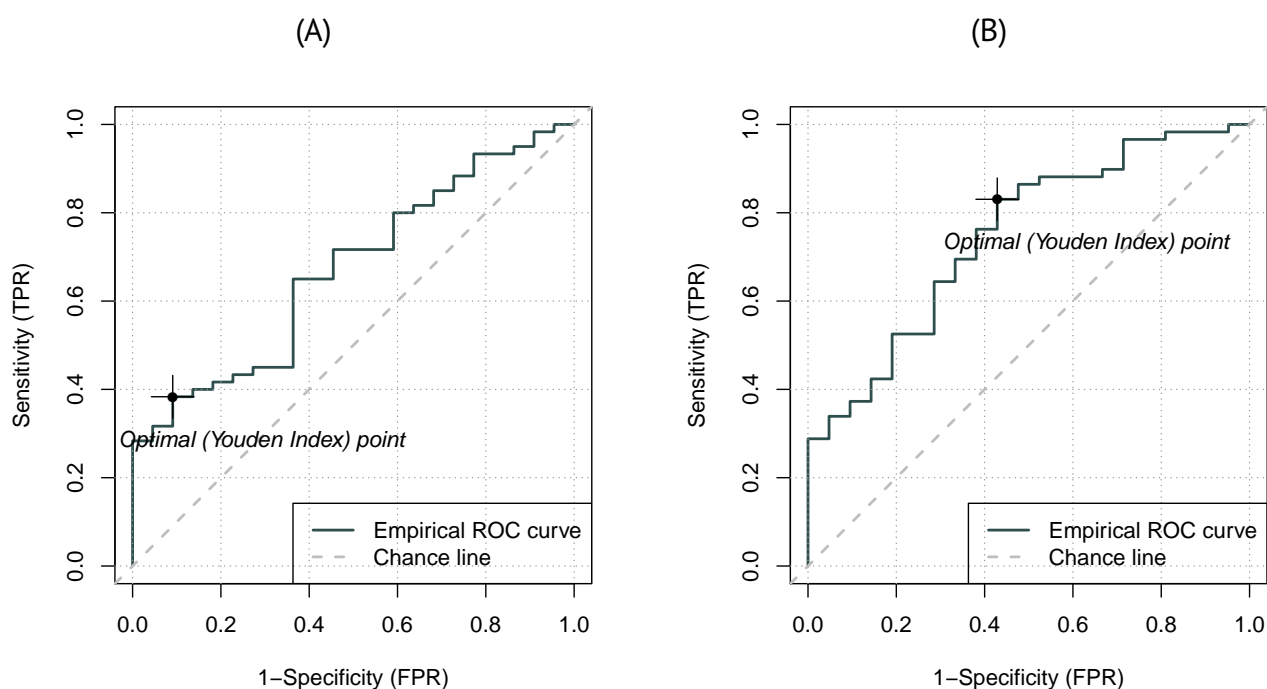 (A)
Sensitivity (TPR)
1.0
0.8
0.6
0.4
0.2
0.0
Optimal (Youden Index) point
Empirical ROC curve
Chance line
0.0 0.2 0.4 0.6 0.8 1.0
1−Specificity (FPR)
(B)
Sensitivity (TPR)
1.0
0.8
0.6
0.4
0.2
0.0
Optimal (Youden Index) point
Empirical ROC curve
Chance line
0.0 0.2 0.4 0.6 0.8 1.0
1−Specificity (FPR)